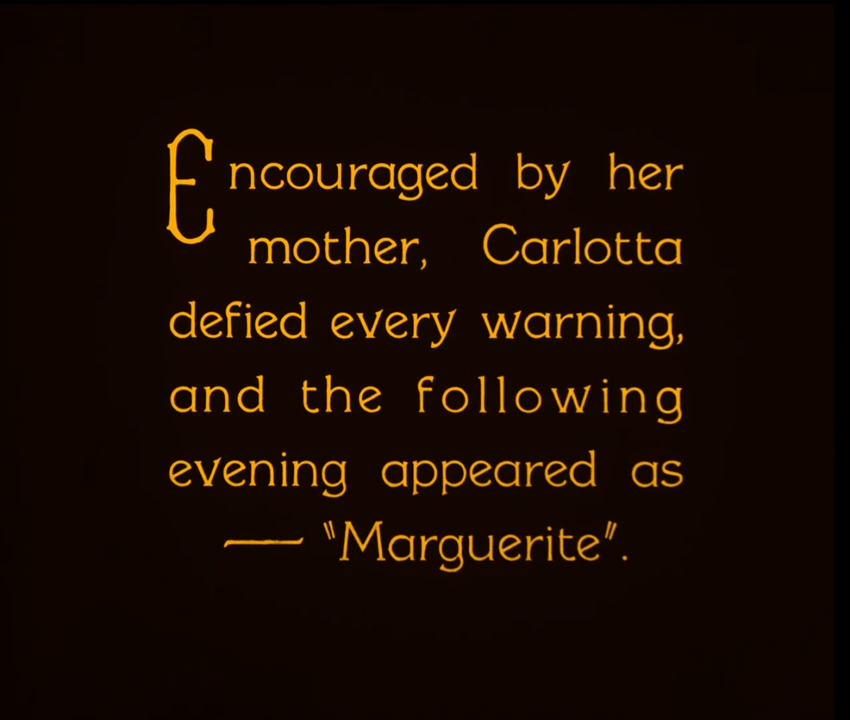 Encouraged by her
mother, Carlotta
defied every warning,
and the following
evening appeared as
— "Marguerite".